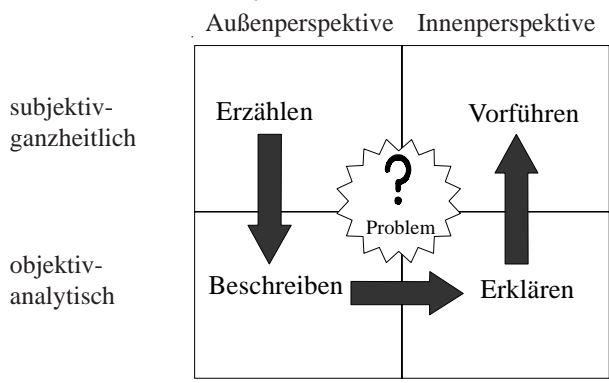 Außenperspektive Innenperspektive
subjektiv-
ganzheitlich
Erzählen
Vorführen
?
Problem
objektiv-
analytisch
Beschreiben
Erklären